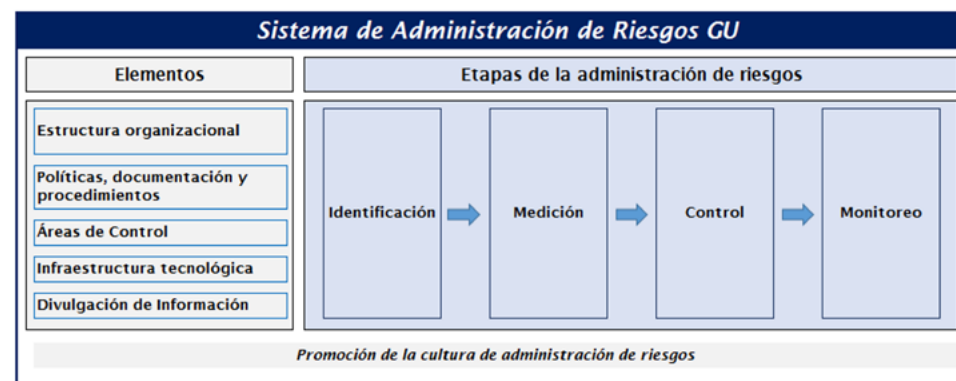 Sistema de Administración de Riesgos GU
Elementos
Etapas de la administración de riesgos
Estructura organizacional
Políticas, documentación y
procedimientos
Áreas de Control
Infraestructura tecnológica
Divulgación de Información
Identificación
Medición
Control
Monitoreo
Promoción de la cultura de administración de riesgos